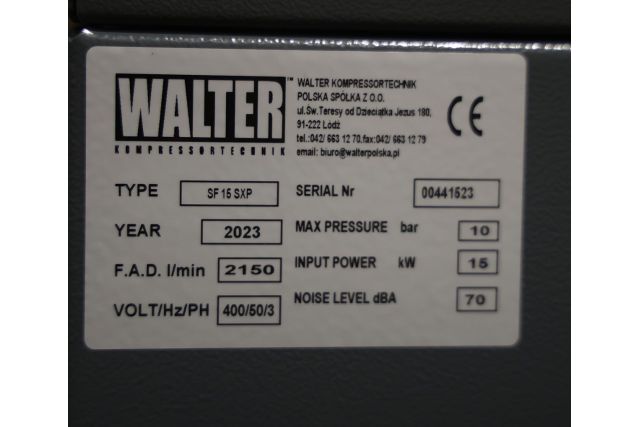 WALTER™
KOMPRESSORTECHNIK
WALTER KOMPRESSORTECHNIK
POLSKA SPÓŁKA Z O.O.
ul.Św.Teresy od Dzieciątka Jezus 180,
91-222 Łódź
tel.:042/ 663 12 70.fax:042/ 663 12 79
email: biuro@walterpolska.pl
CE
TYPE SF 15 SXP
SERIAL Nr 00441523
YEAR 2023
MAX PRESSURE bar 10
F.A.D. l/min 2150
INPUT POWER kW 15
VOLT/Hz/PH 400/50/3
NOISE LEVEL dBA 70